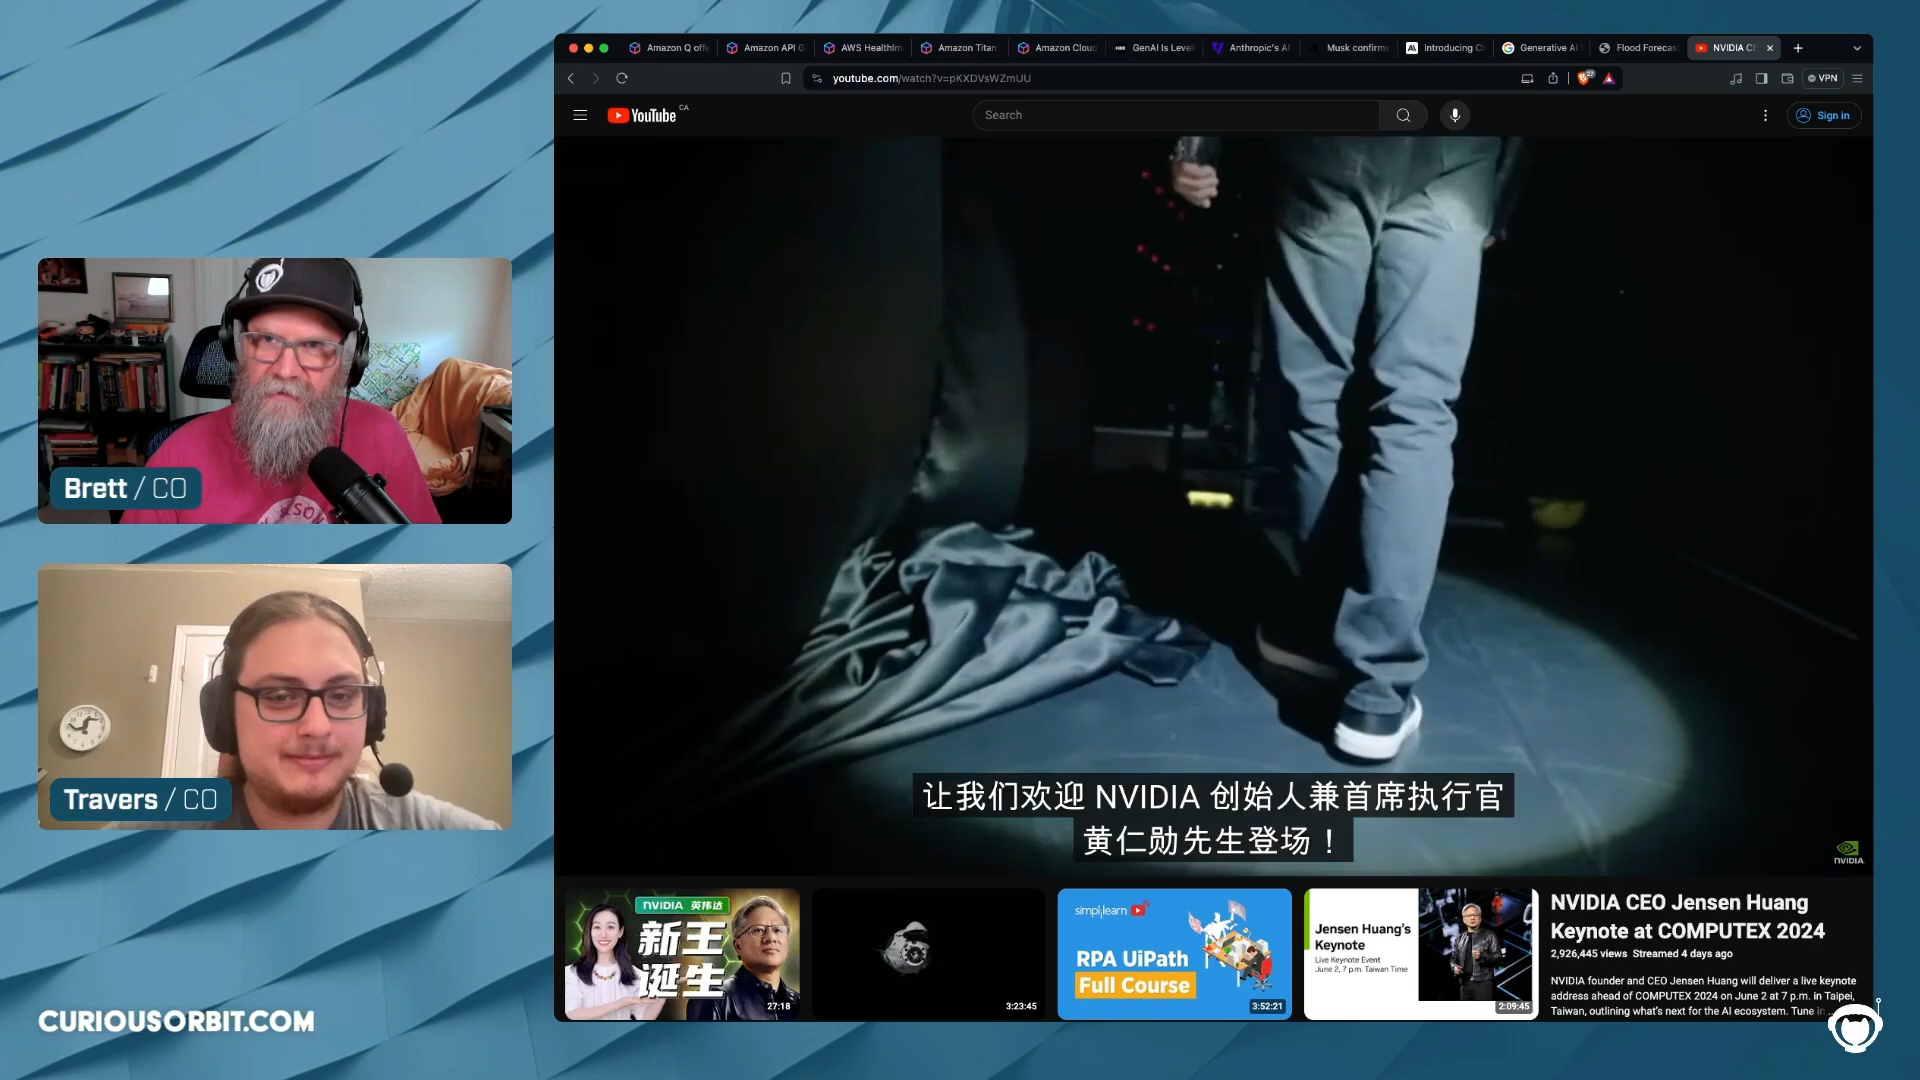 Amazon Q offe
Amazon API G
AWS HealthIm
Amazon Titan
Amazon Cloud
GenAI Is Level
Anthropic's AI
Musk confirms
Introducing C
Generative AI
Flood Forecas
NVIDIA CE
youtube.com/watch?v=pKXDVsWZmUU
27
VPN
YouTube
CA
Search
Sign in
Brett / CO
Travers / CO
CURIOUSORBIT.COM
让我们欢迎 NVIDIA 创始人兼首席执行官
黄仁勋先生登场！
NVIDIA
NVIDIA 英伟达
新王
诞生
27:18
3:23:45
simplilearn
RPA UiPath
Full Course
3:52:21
Jensen Huang's
Keynote
Live Keynote Event
June 2, 7 p.m. Taiwan Time
2:09:45
NVIDIA CEO Jensen Huang
Keynote at COMPUTEX 2024
2,926,445 views Streamed 4 days ago
NVIDIA founder and CEO Jensen Huang will deliver a live keynote
address ahead of COMPUTEX 2024 on June 2 at 7 p.m. in Taipei,
Taiwan, outlining what's next for the AI ecosystem. Tune in ...